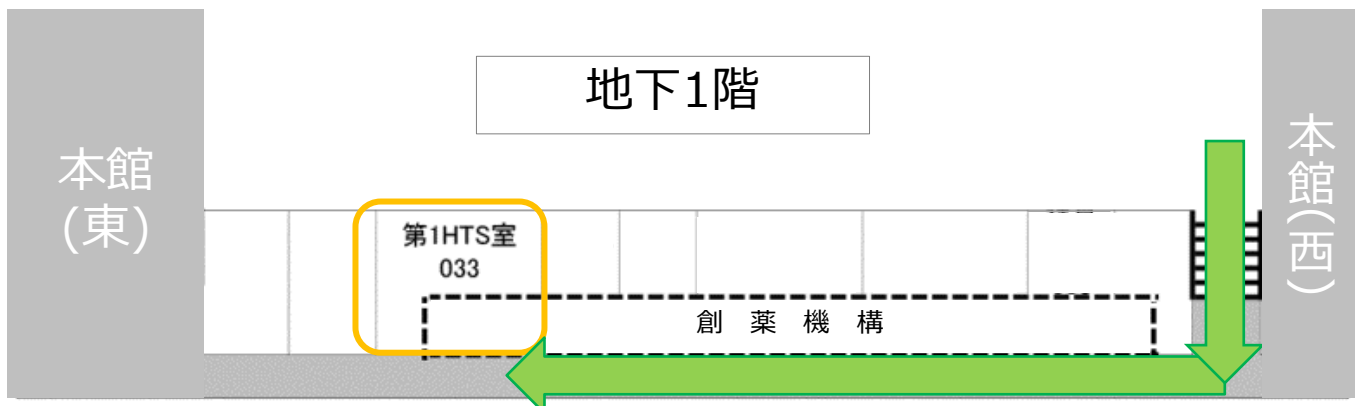 地下1階
本館
(東)
第1HTS室
033
創 薬 機 構
本館(西)